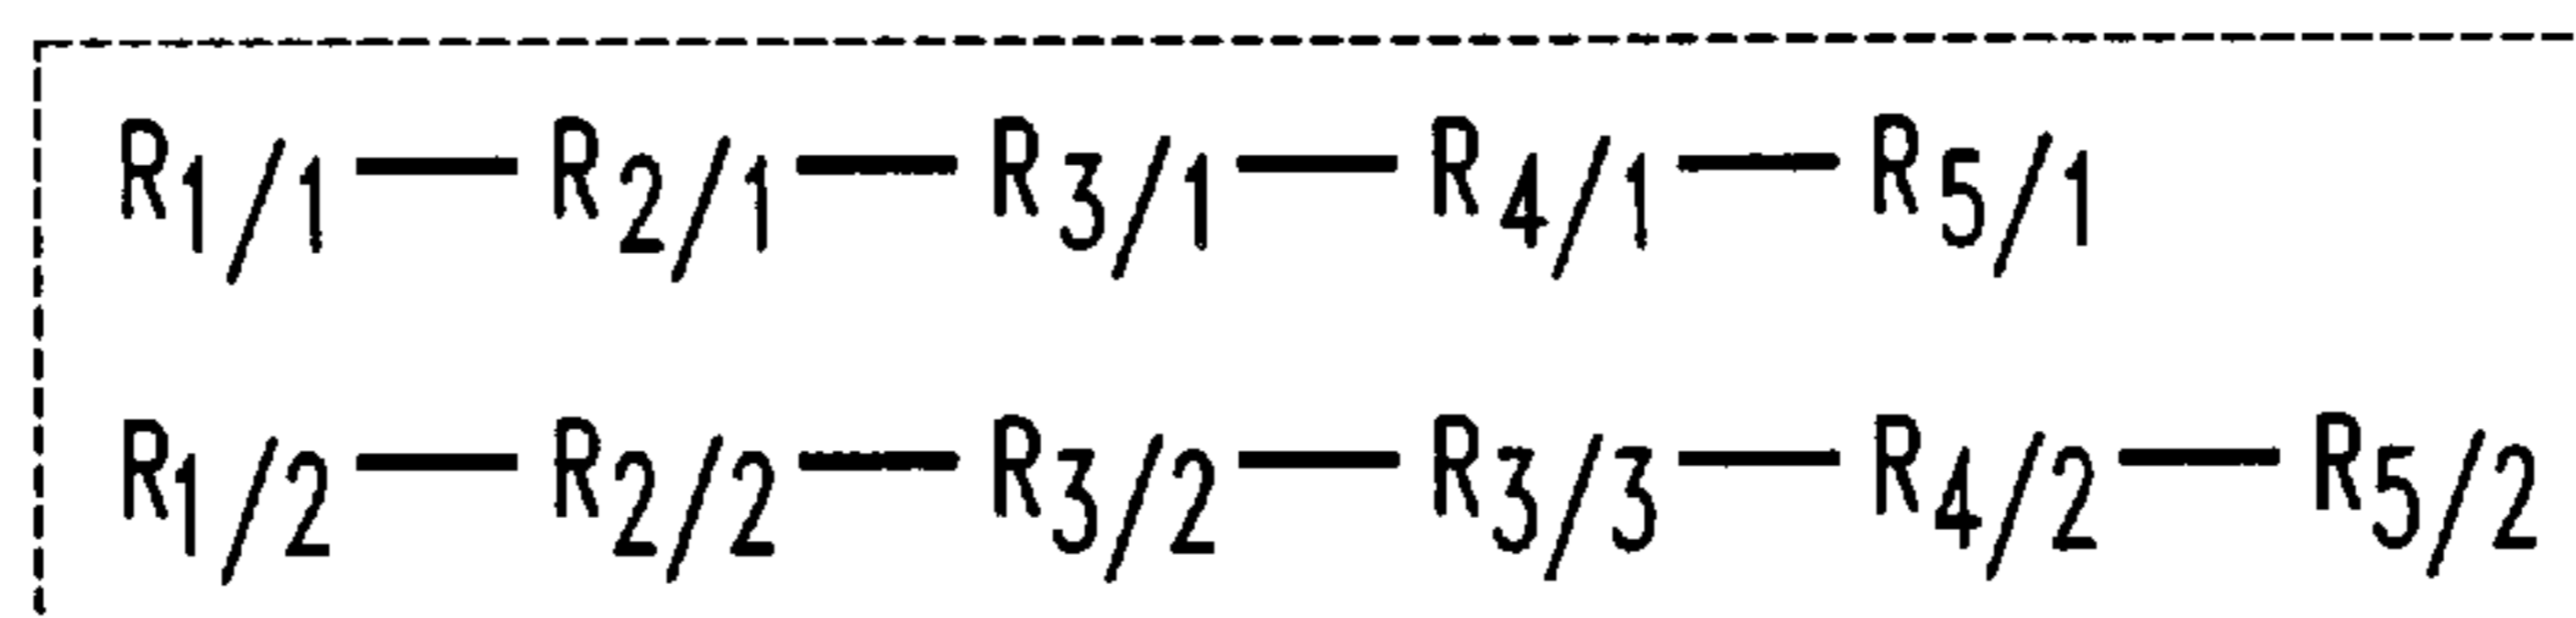 R1/1 — R2/1 — R3/1 — R4/1 — R5/1
R1/2 — R2/2 — R3/2 — R3/3 — R4/2 — R5/2